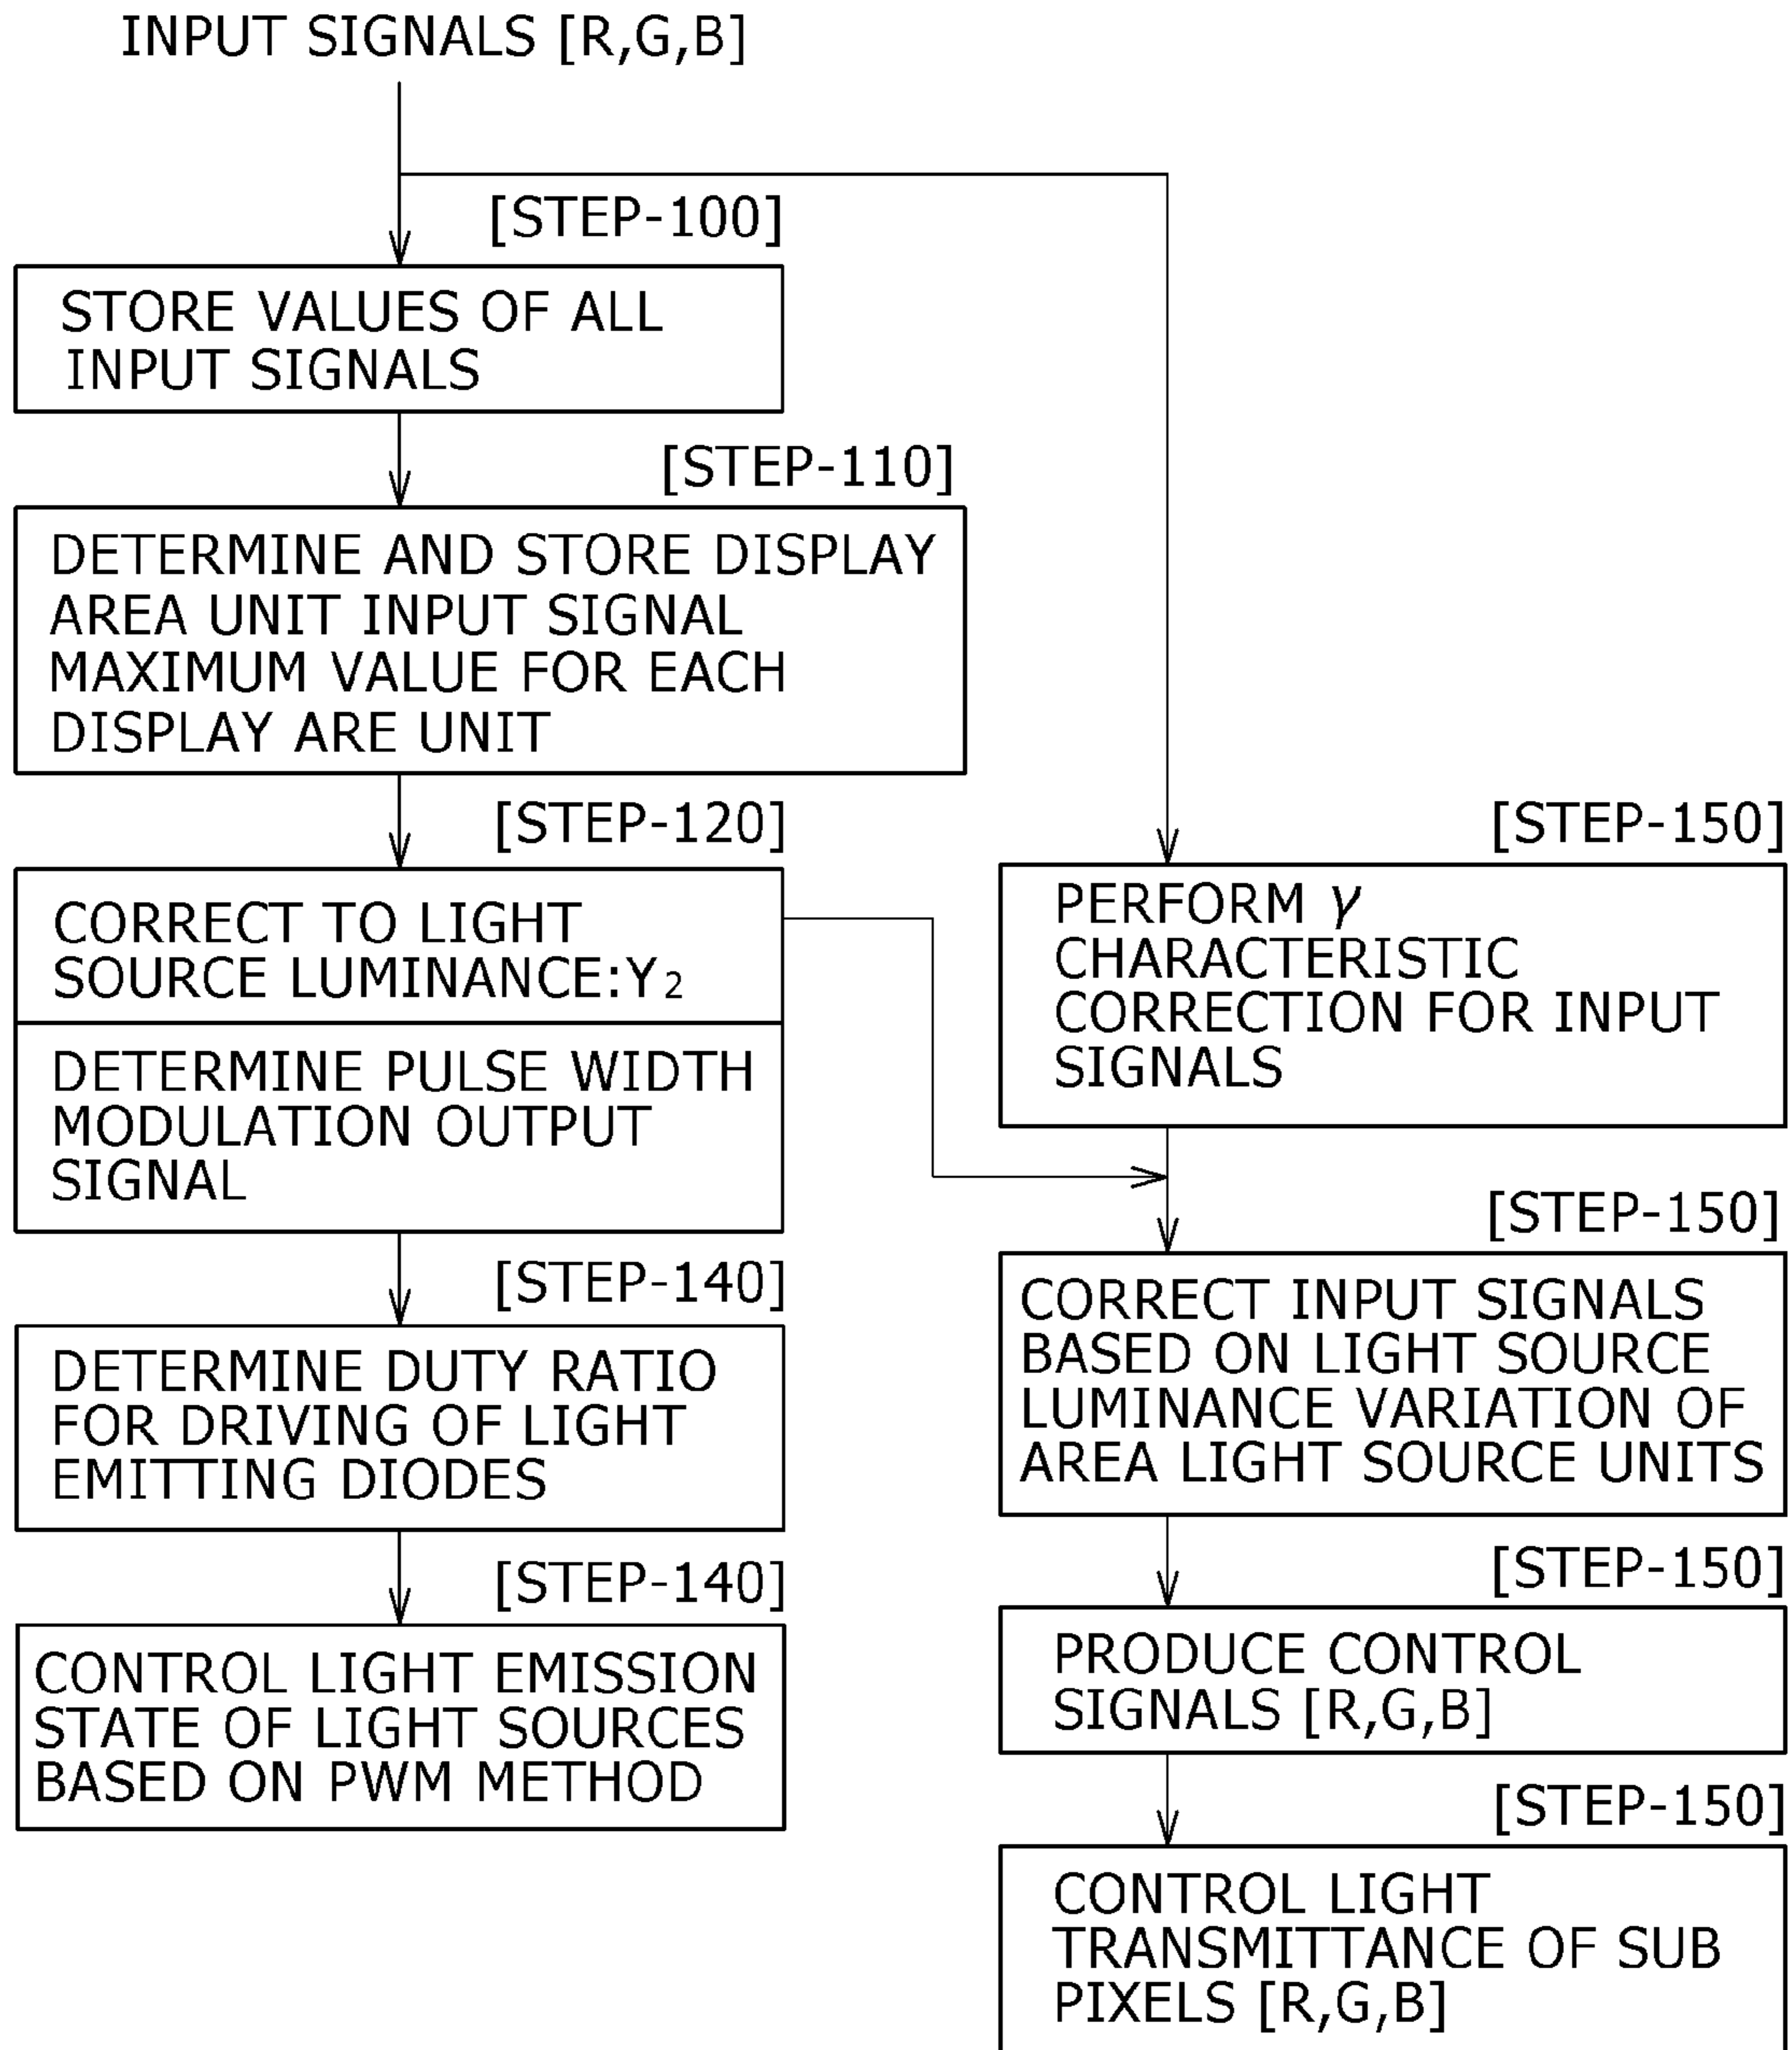 INPUT SIGNALS [R,G,B]
[STEP-100]
STORE VALUES OF ALL
INPUT SIGNALS
[STEP-110]
DETERMINE AND STORE DISPLAY
AREA UNIT INPUT SIGNAL
MAXIMUM VALUE FOR EACH
DISPLAY ARE UNIT
[STEP-120]
CORRECT TO LIGHT
SOURCE LUMINANCE:Y₂
DETERMINE PULSE WIDTH
MODULATION OUTPUT
SIGNAL
[STEP-140]
DETERMINE DUTY RATIO
FOR DRIVING OF LIGHT
EMITTING DIODES
[STEP-140]
CONTROL LIGHT EMISSION
STATE OF LIGHT SOURCES
BASED ON PWM METHOD
[STEP-150]
PERFORM γ
CHARACTERISTIC
CORRECTION FOR INPUT
SIGNALS
[STEP-150]
CORRECT INPUT SIGNALS
BASED ON LIGHT SOURCE
LUMINANCE VARIATION OF
AREA LIGHT SOURCE UNITS
[STEP-150]
PRODUCE CONTROL
SIGNALS [R,G,B]
[STEP-150]
CONTROL LIGHT
TRANSMITTANCE OF SUB
PIXELS [R,G,B]